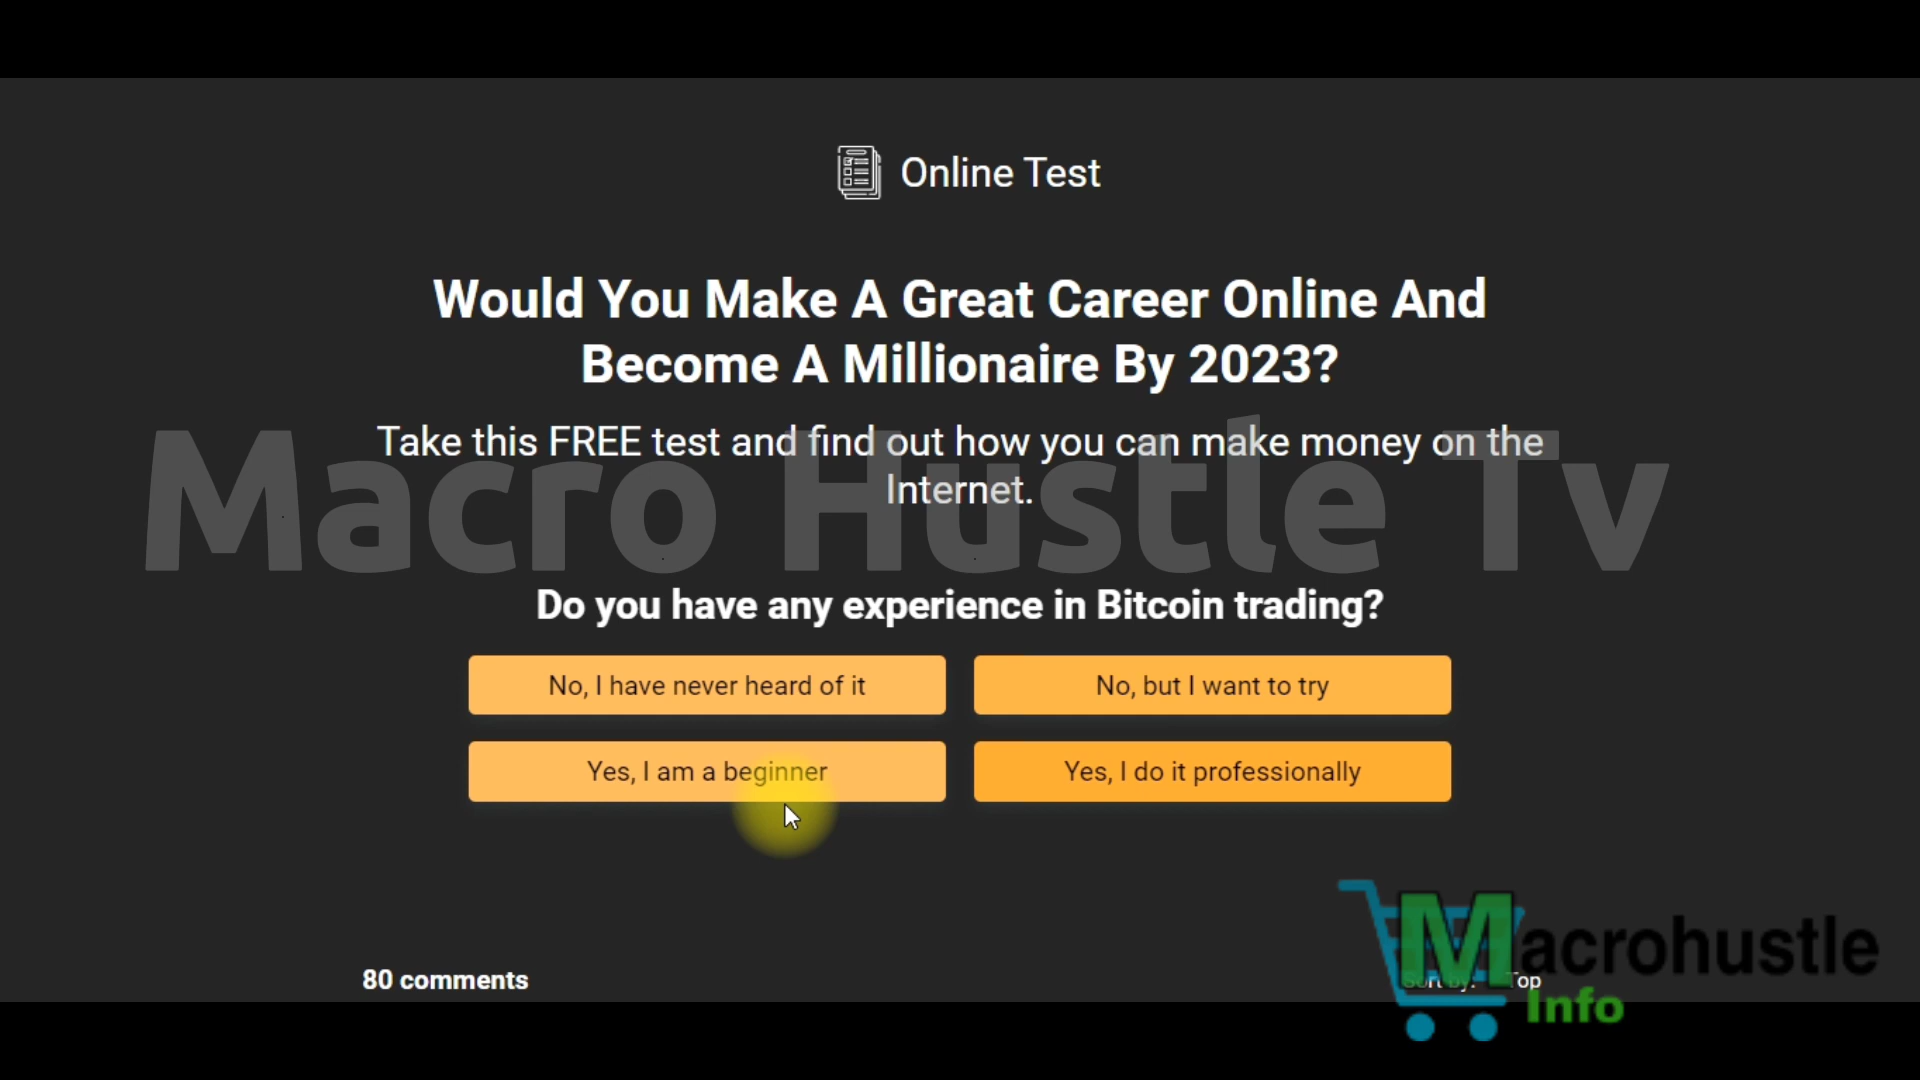 Online Test
Would You Make A Great Career Online And
Become A Millionaire By 2023?
Take this FREE test and find out how you can make money on the
Internet.
Macro Hustle Tv
Do you have any experience in Bitcoin trading?
No, I have never heard of it
No, but I want to try
Yes, I am a beginner
Yes, I do it professionally
80 comments
Sort by: Top
Macrohustle
Info